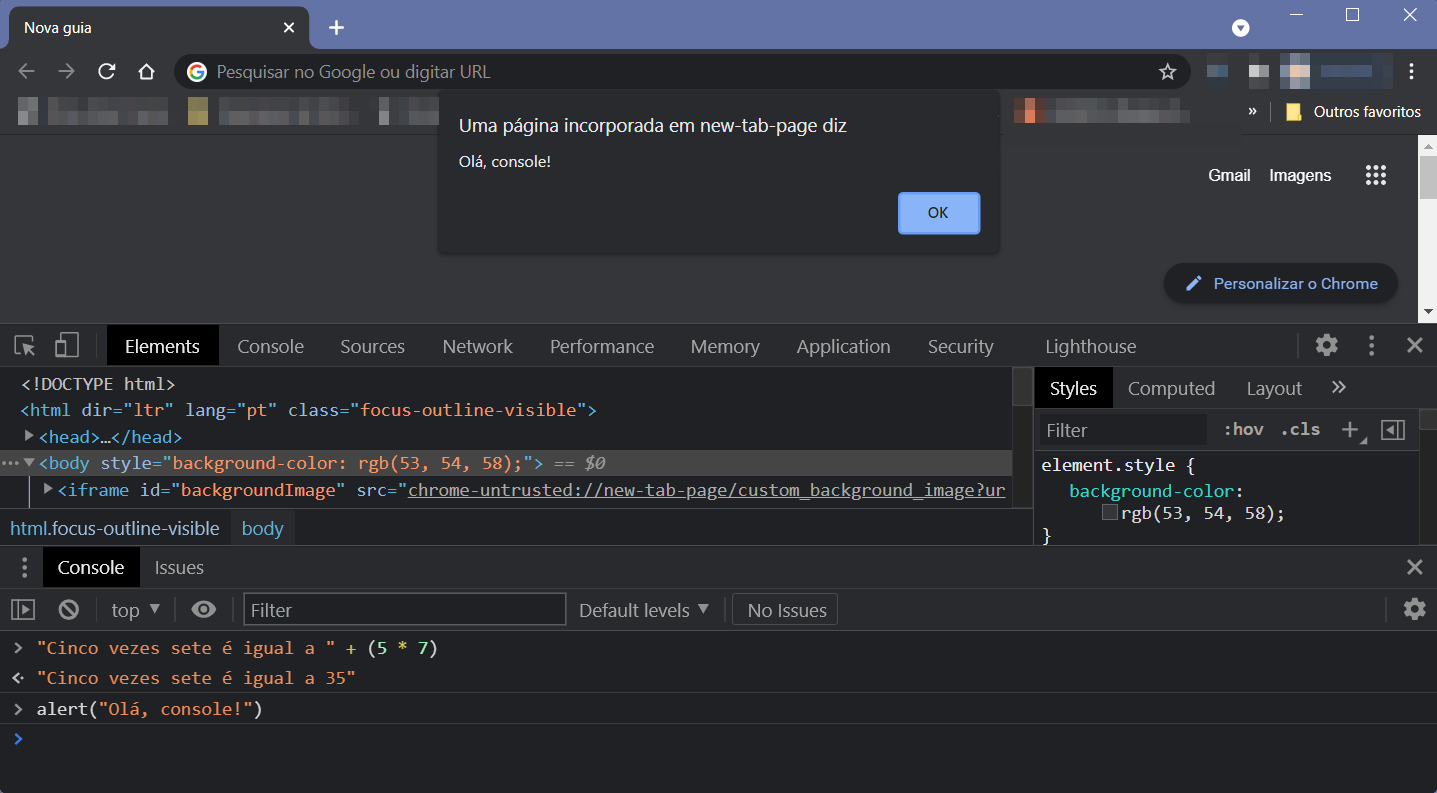 Nova guia
Pesquisar no Google ou digitar URL
» Outros favoritos
Uma página incorporada em new-tab-page diz
Olá, console!
OK
Gmail Imagens
Personalizar o Chrome
Elements Console Sources Network Performance Memory Application Security Lighthouse
<!DOCTYPE html>
<html dir="ltr" lang="pt" class="focus-outline-visible">
<head>…</head>
<body style="background-color: rgb(53, 54, 58);"> == $0
<iframe id="backgroundImage" src="chrome-untrusted://new-tab-page/custom_background_image?ur
html.focus-outline-visible body
Styles Computed Layout »
Filter :hov .cls +
element.style {
background-color:
rgb(53, 54, 58);
}
Console Issues
top ▼ Filter Default levels ▼ No Issues
> "Cinco vezes sete é igual a " + (5 * 7)
"Cinco vezes sete é igual a 35"
> alert("Olá, console!")
>